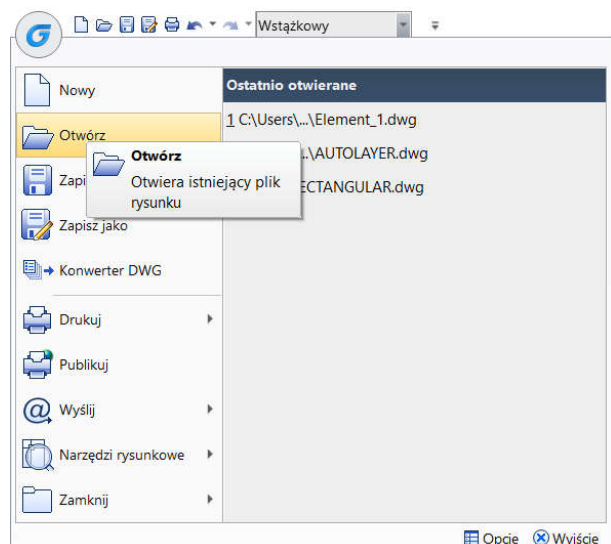 Wstążkowy
Nowy
Otwórz
Zapi
Zapisz jako
Konwerter DWG
Drukuj
Publikuj
Wyślij
Narzędzi rysunkowe
Zamknij
Otwórz
Otwiera istniejący plik
rysunku
Ostatnio otwierane
1 C:\Users\...\Element_1.dwg
..\AUTOLAYER.dwg
ECTANGULAR.dwg
Opcje
Wyjście